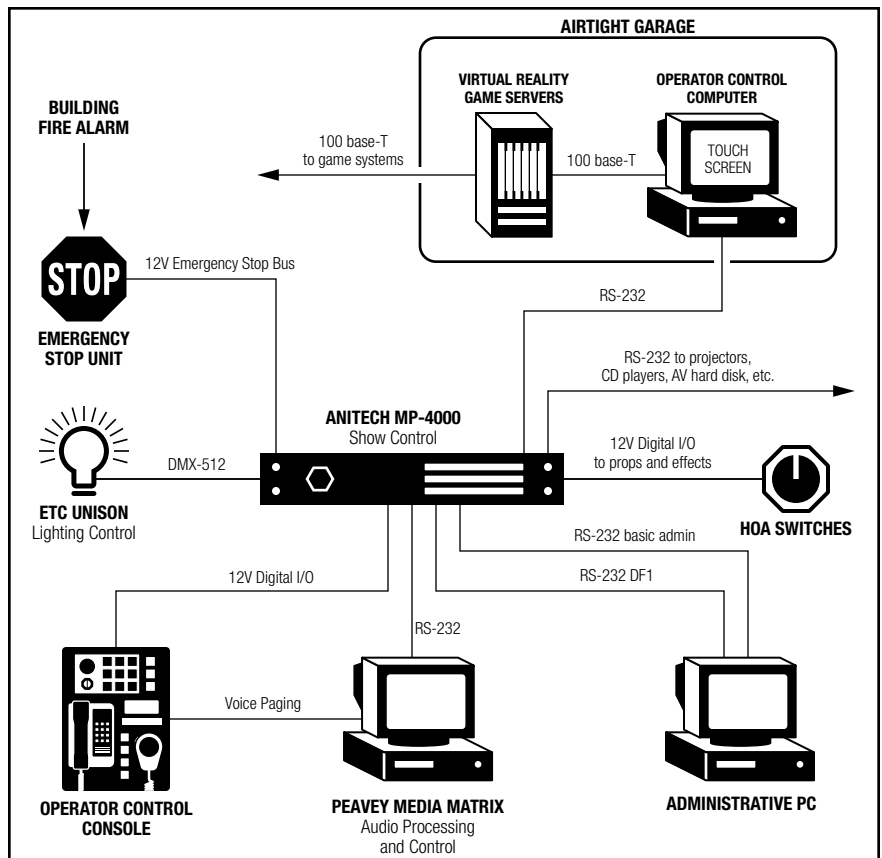 AIRTIGHT GARAGE
VIRTUAL REALITY
GAME SERVERS
OPERATOR CONTROL
COMPUTER
BUILDING
FIRE ALARM
100 base-T
to game systems
100 base-T
TOUCH
SCREEN
STOP
12V Emergency Stop Bus
EMERGENCY
STOP UNIT
RS-232
RS-232 to projectors,
CD players, AV hard disk, etc.
ANITECH MP-4000
Show Control
DMX-512
12V Digital I/O
to props and effects
ETC UNISON
Lighting Control
HOA SWITCHES
RS-232 basic admin
12V Digital I/O
RS-232 DF1
RS-232
Voice Paging
OPERATOR CONTROL
CONSOLE
PEAVEY MEDIA MATRIX
Audio Processing
and Control
ADMINISTRATIVE PC